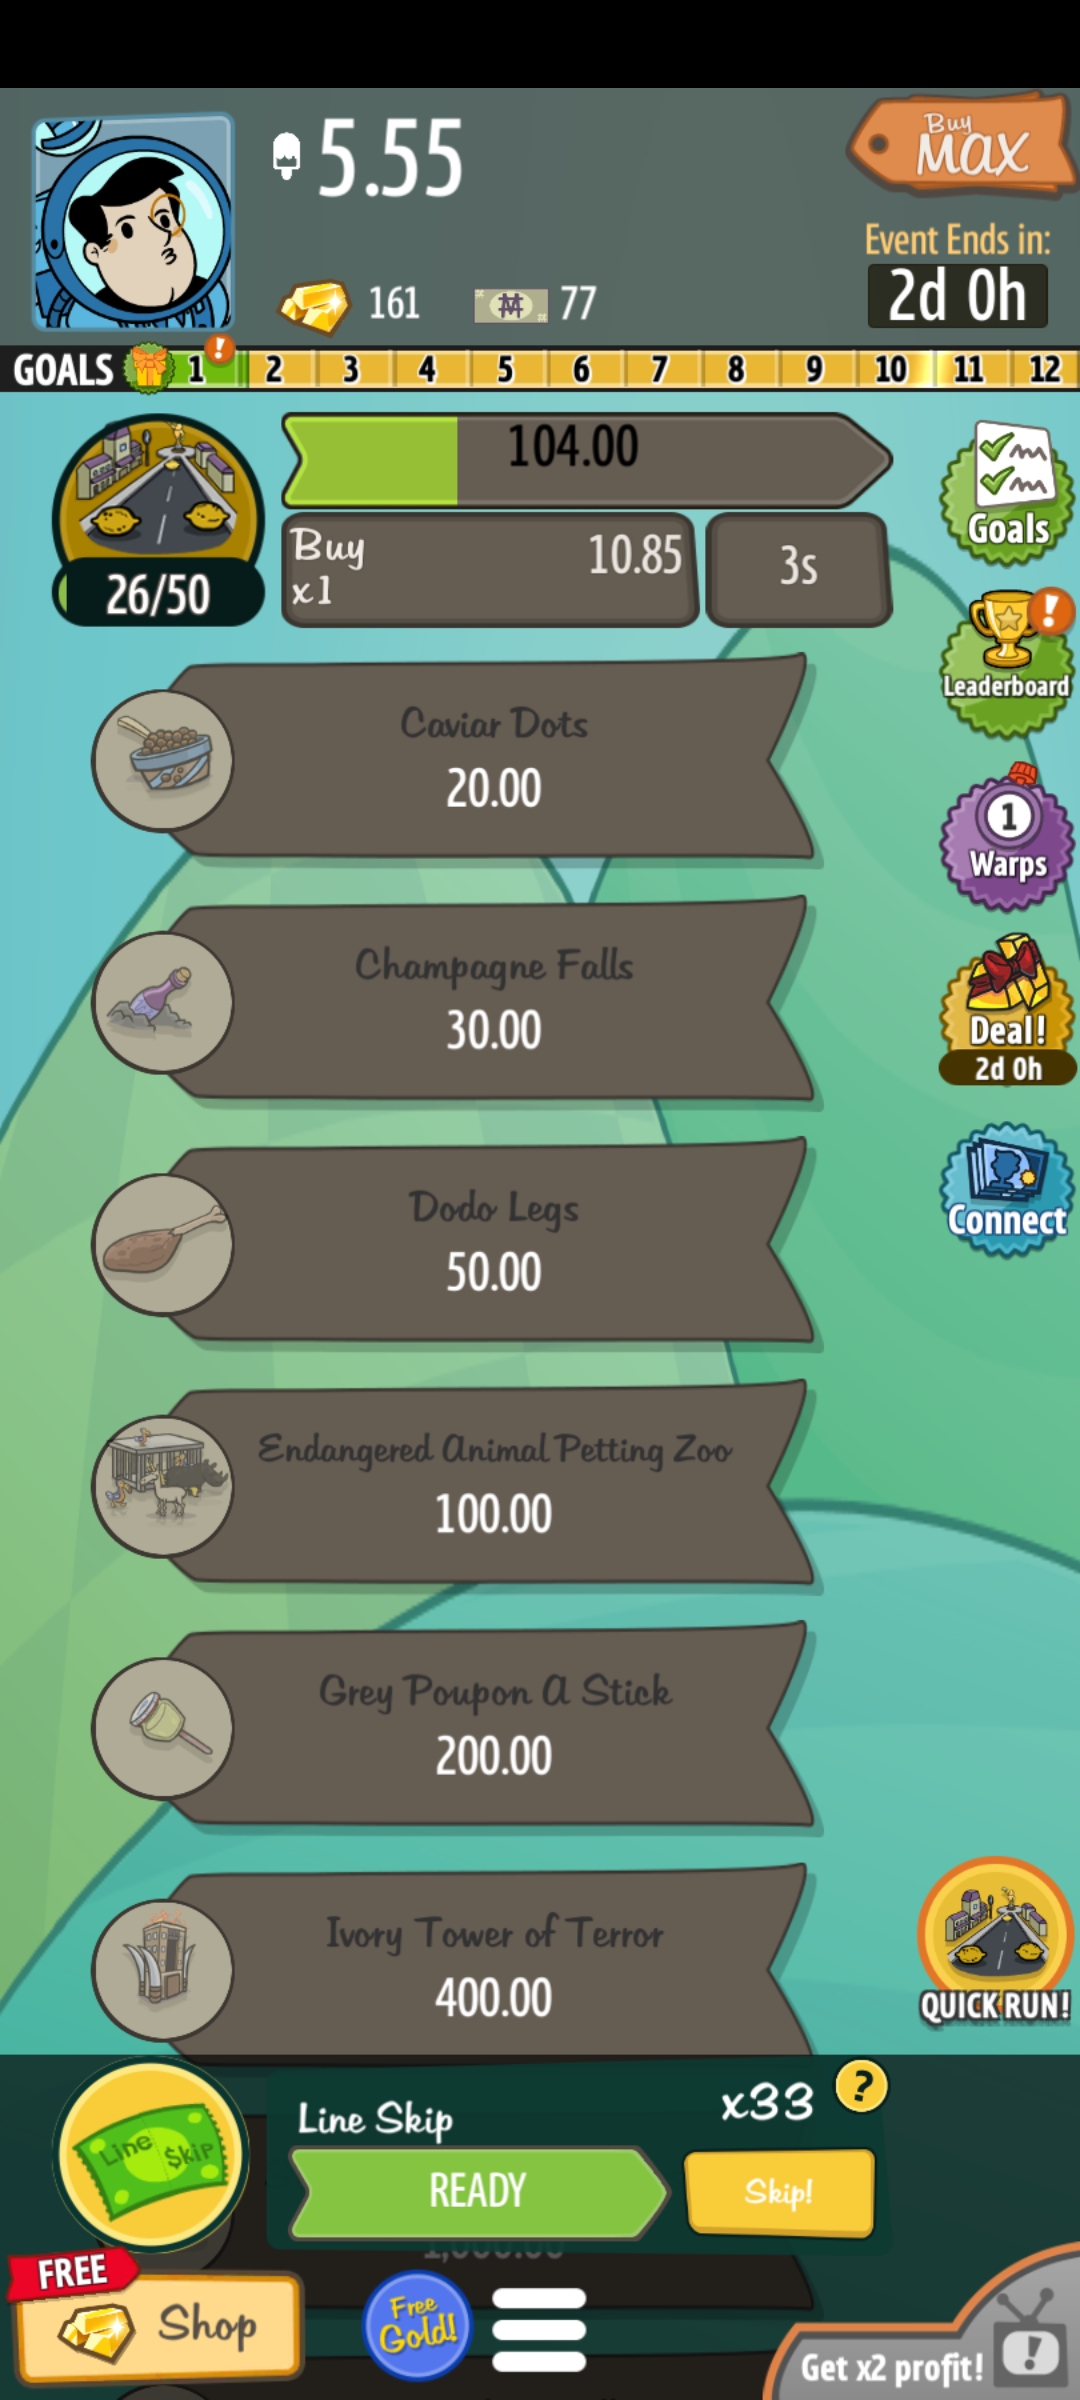 5.55
Buy
MAX
Event Ends in:
2d 0h
161
77
GOALS 1 ! 2 3 4 5 6 7 8 9 10 11 12
104.00
Buy
x1
10.85
3s
26/50
Goals
Caviar Dots
20.00
!
Leaderboard
1
Warps
Champagne Falls
30.00
Deal!
2d 0h
Dodo Legs
50.00
Connect
Endangered Animal Petting Zoo
100.00
Grey Poupon A Stick
200.00
Ivory Tower of Terror
400.00
QUICK RUN!
Line Skip
x33
?
Line $kip
READY
Skip!
1,000.00
FREE
Shop
Free
Gold!
Get x2 profit!
!